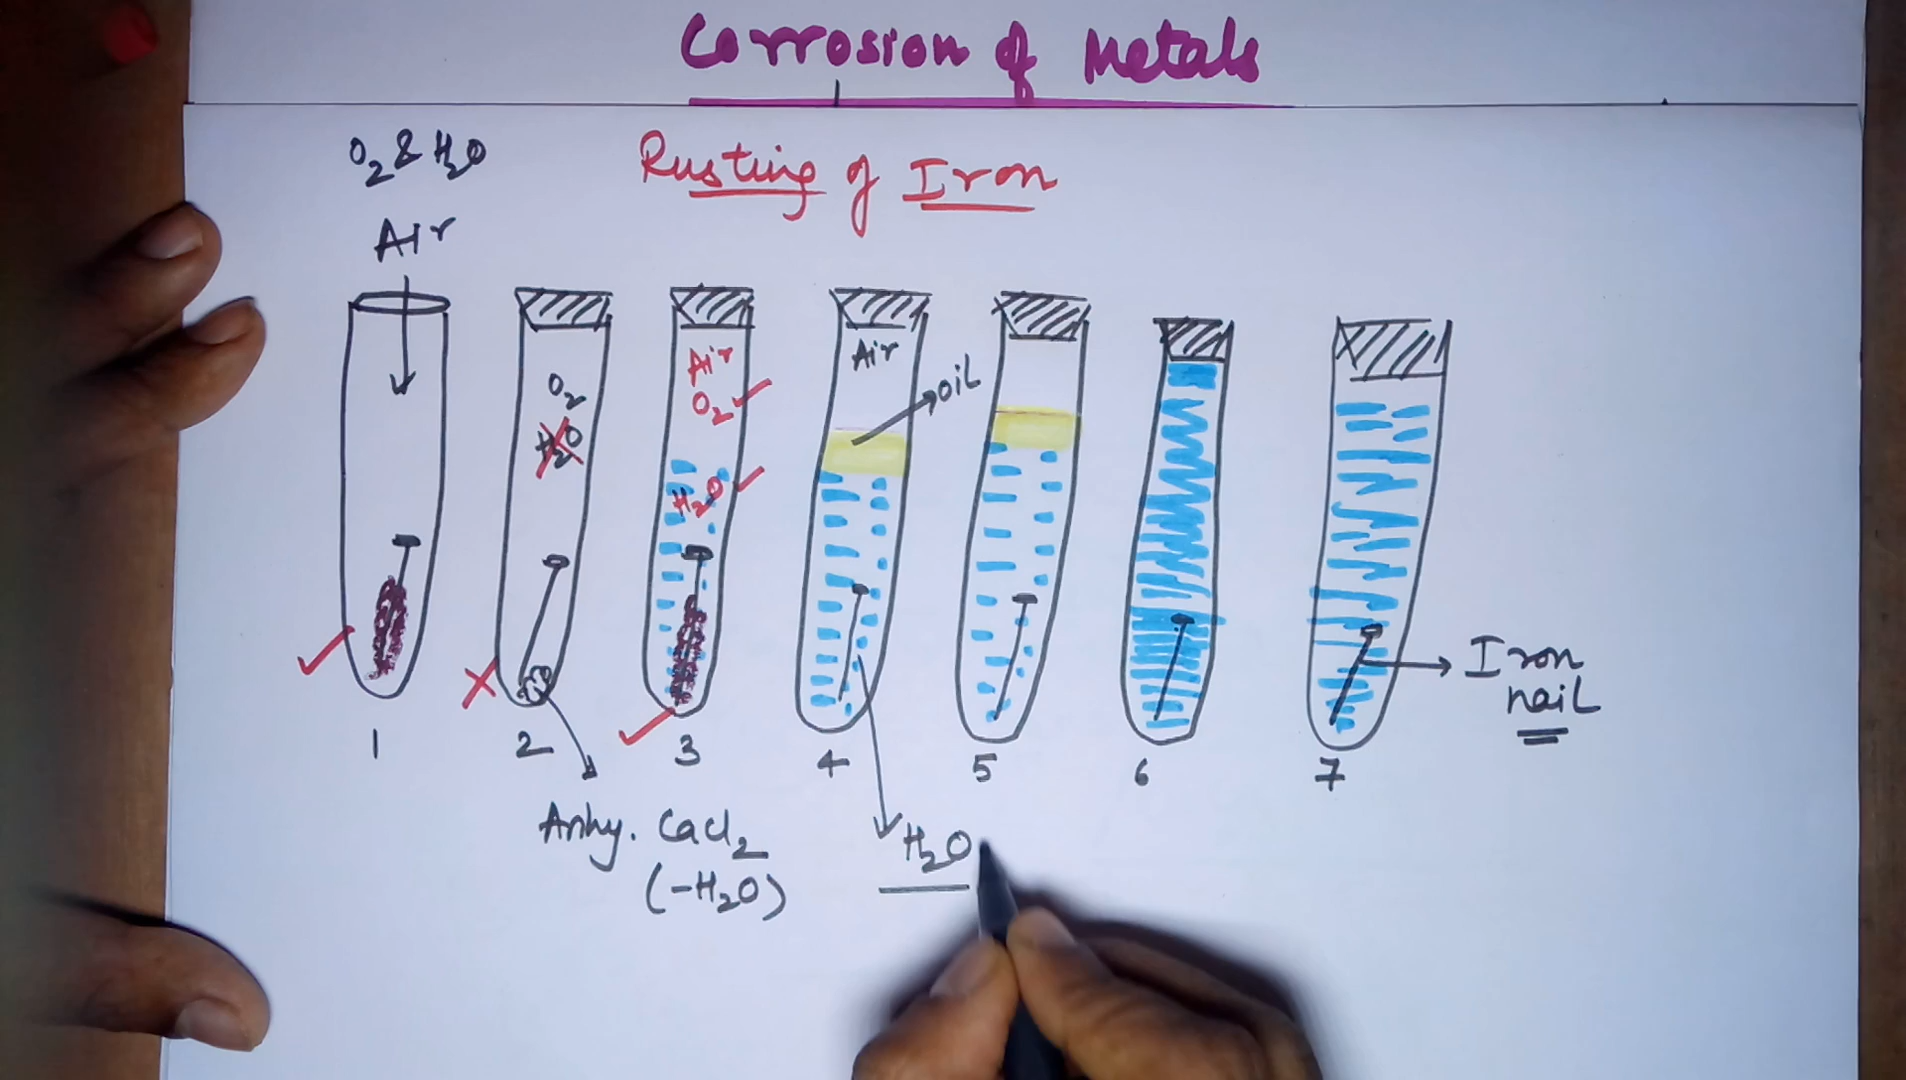 Corrosion of Metals
O2 & H2O
Rusting of Iron
Air
O2
H2O
Air
O2
H2O
Air
oil
Iron
nail
1
2
3
4
5
6
7
Anhy. CaCl2
(-H2O)
H2O